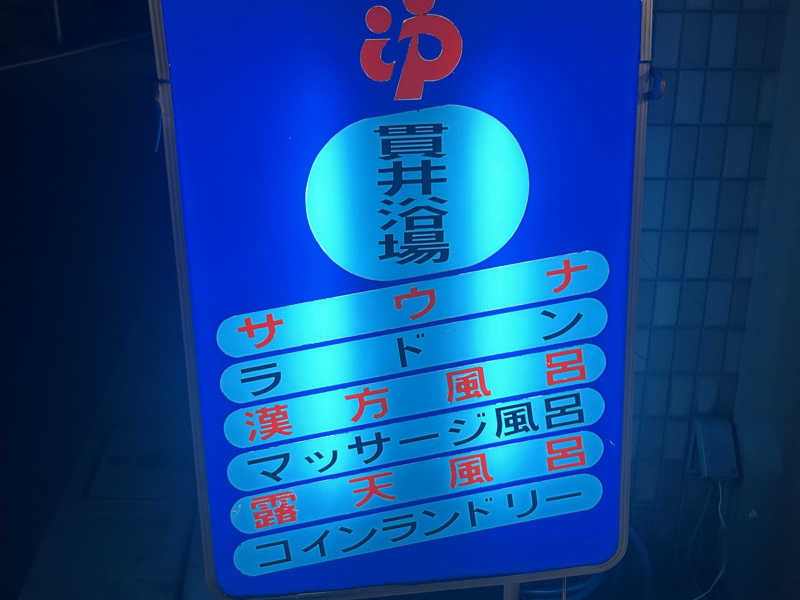 ゆ
貫井浴場
サウナ
ラドン
漢方風呂
マッサージ風呂
露天風呂
コインランドリー